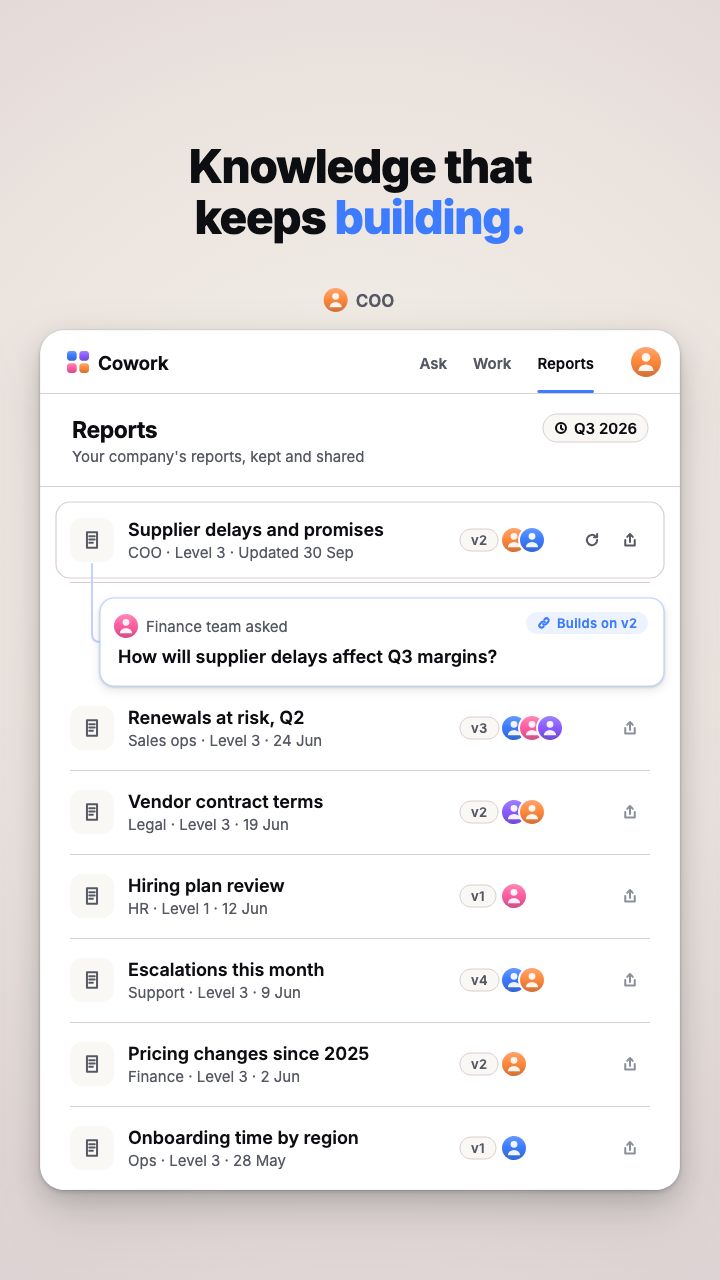 Knowledge that
keeps building.
COO
Cowork
Ask Work Reports
Reports
Q3 2026
Your company's reports, kept and shared
Supplier delays and promises
v2
COO · Level 3 · Updated 30 Sep
Finance team asked
Builds on v2
How will supplier delays affect Q3 margins?
Renewals at risk, Q2
v3
Sales ops · Level 3 · 24 Jun
Vendor contract terms
v2
Legal · Level 3 · 19 Jun
Hiring plan review
v1
HR · Level 1 · 12 Jun
Escalations this month
v4
Support · Level 3 · 9 Jun
Pricing changes since 2025
v2
Finance · Level 3 · 2 Jun
Onboarding time by region
v1
Ops · Level 3 · 28 May